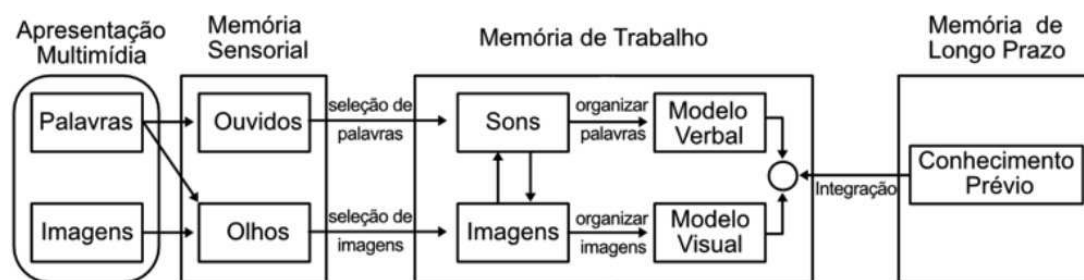 Apresentação
Multimídia
Memória
Sensorial
Memória de Trabalho
Memória de
Longo Prazo
Palavras
Ouvidos
seleção de
palavras
Sons
organizar
palavras
Modelo
Verbal
Conhecimento
Prévio
Integração
Imagens
Olhos
seleção de
imagens
Imagens
organizar
imagens
Modelo
Visual